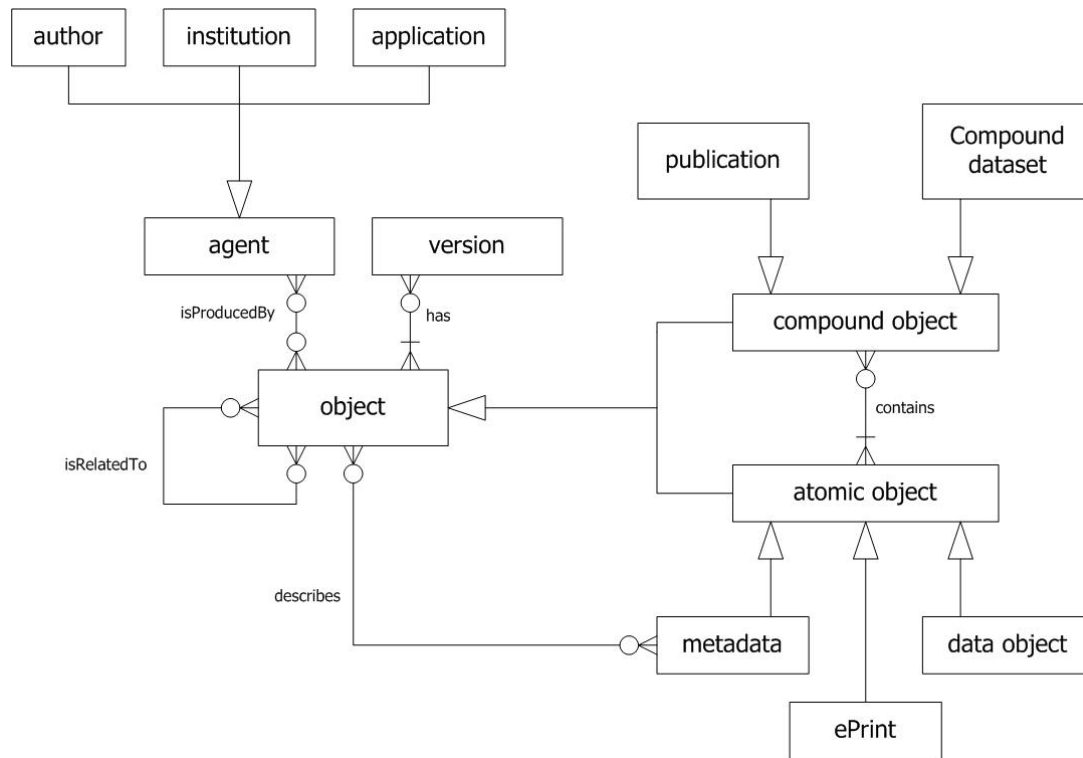 author
institution
application
publication
Compound
dataset
agent
version
isProducedBy
has
compound object
object
contains
isRelatedTo
atomic object
describes
metadata
data object
ePrint